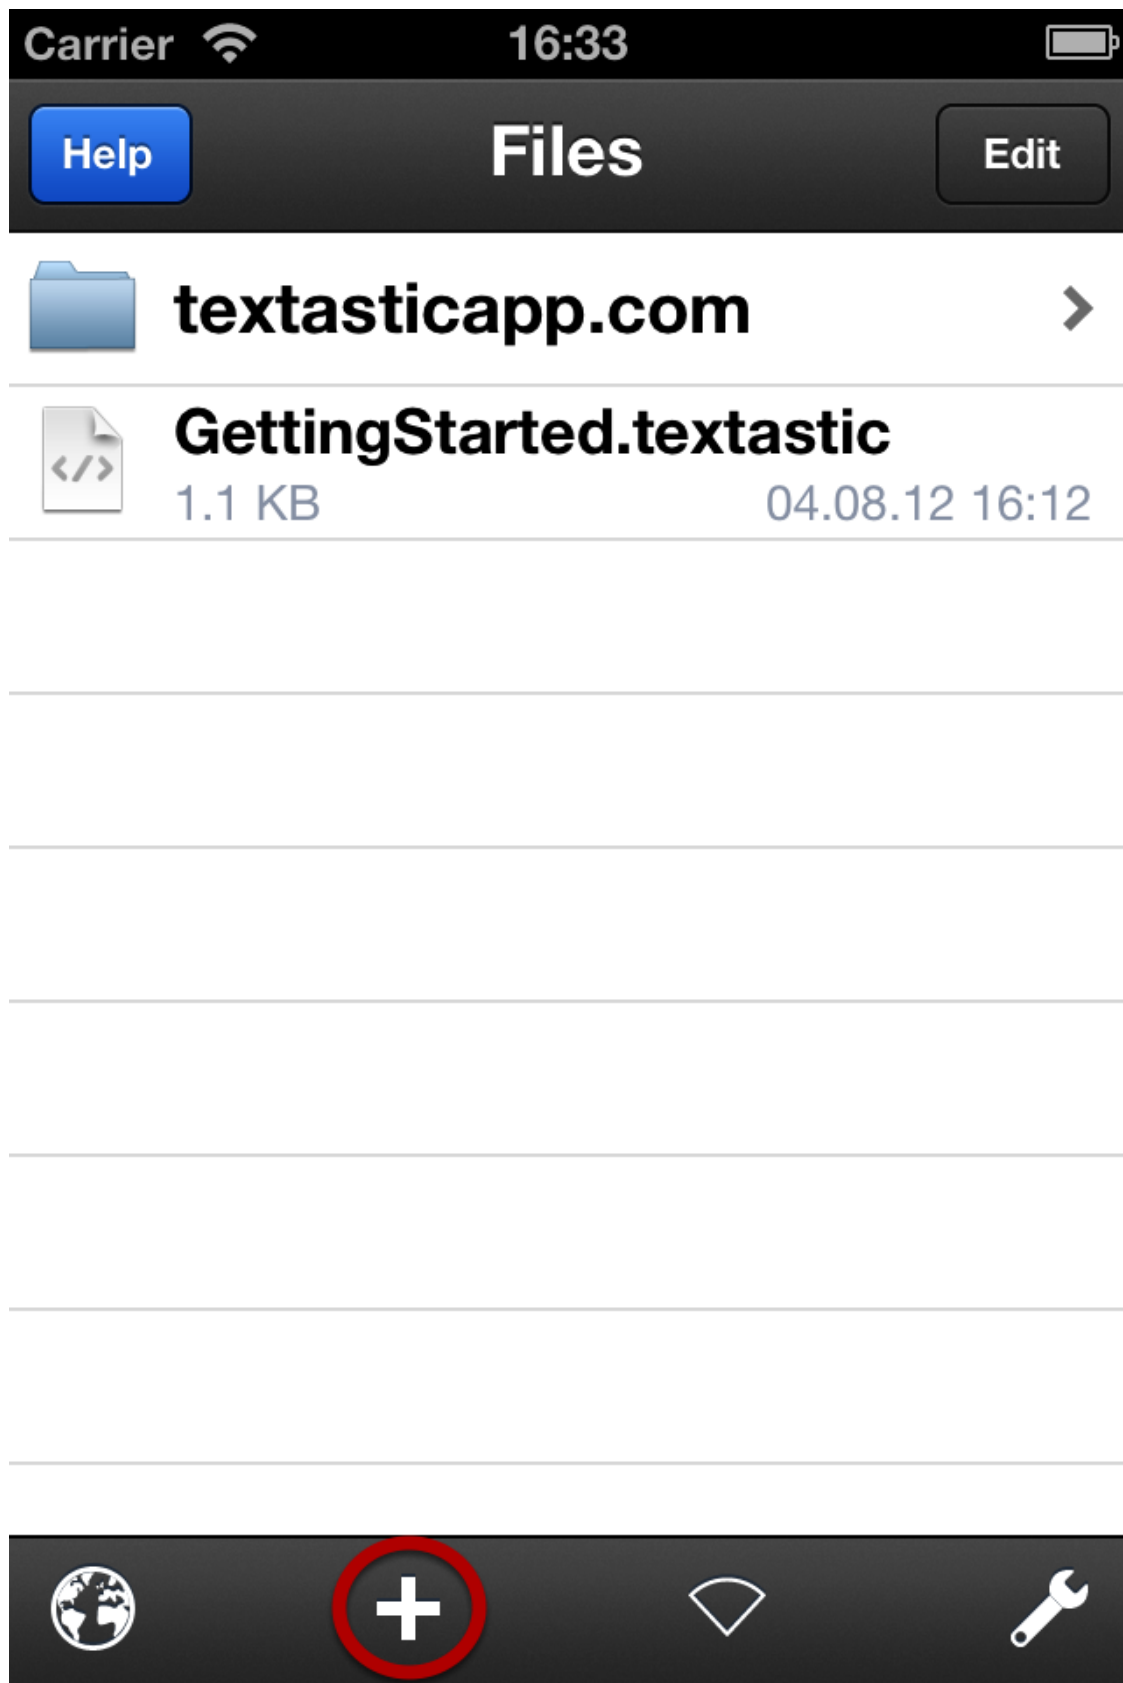 Carrier 16:33
Help Files Edit
textasticapp.com
GettingStarted.textastic
1.1 KB 04.08.12 16:12